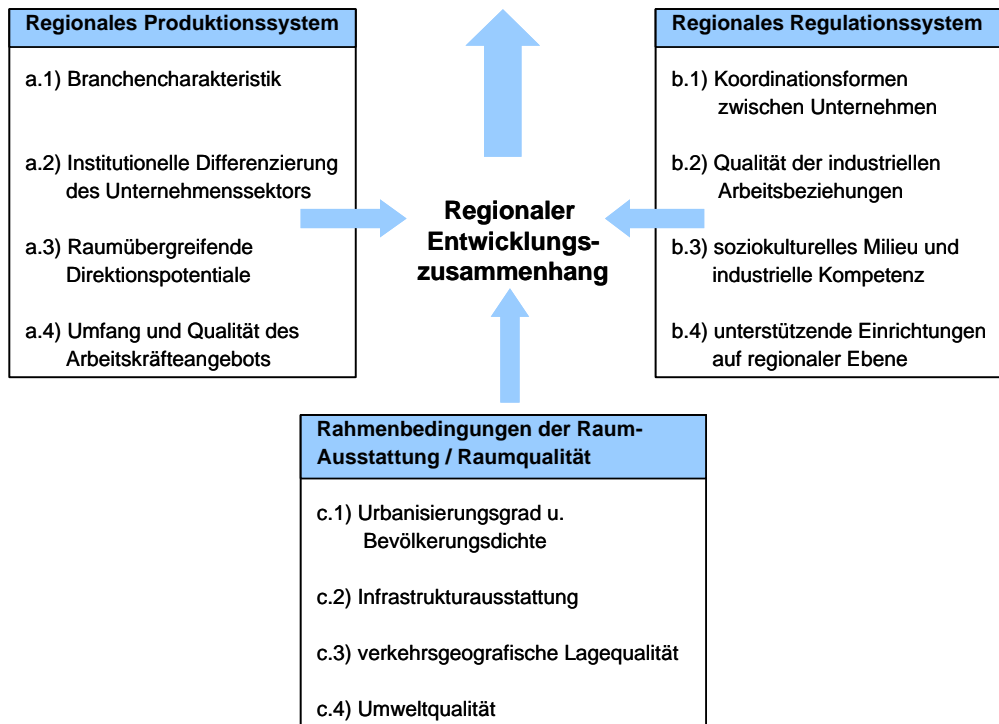 Regionales Produktionssystem
a.1) Branchencharakteristik
a.2) Institutionelle Differenzierung
des Unternehmenssektors
a.3) Raumübergreifende
Direktionspotentiale
a.4) Umfang und Qualität des
Arbeitskräfteangebots
Regionaler
Entwicklungs-
zusammenhang
Regionales Regulationssystem
b.1) Koordinationsformen
zwischen Unternehmen
b.2) Qualität der industriellen
Arbeitsbeziehungen
b.3) soziokulturelles Milieu und
industrielle Kompetenz
b.4) unterstützende Einrichtungen
auf regionaler Ebene
Rahmenbedingungen der Raum-
Ausstattung / Raumqualität
c.1) Urbanisierungsgrad u.
Bevölkerungsdichte
c.2) Infrastrukturausstattung
c.3) verkehrsgeografische Lagequalität
c.4) Umweltqualität